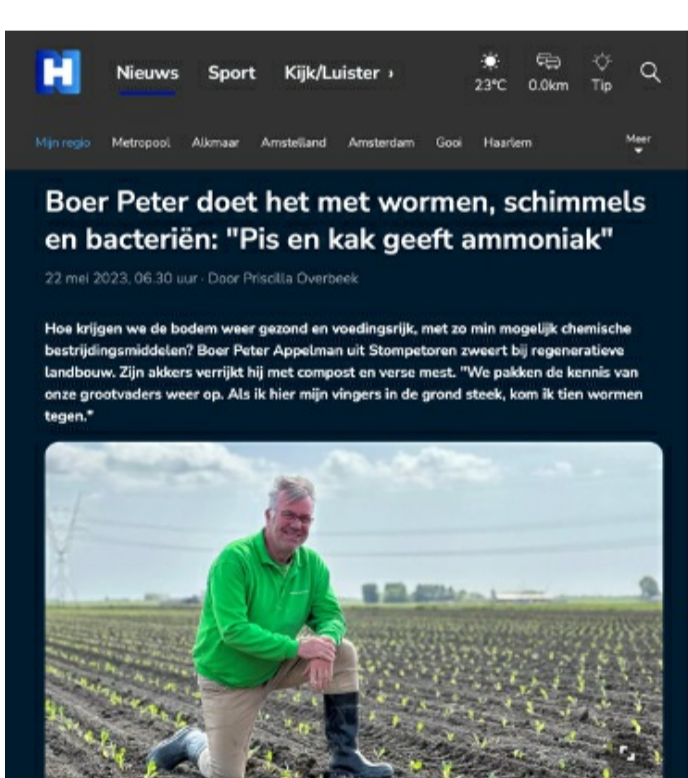 Nieuws Sport Kijk/Luister ›
23°C 0.0km Tip
Mijn regio Metropool Alkmaar Amstelland Amsterdam Gooi Haarlem Meer
Boer Peter doet het met wormen, schimmels
en bacteriën: "Pis en kak geeft ammoniak"
22 mei 2023, 06.30 uur · Door Priscilla Overbeek
Hoe krijgen we de bodem weer gezond en voedingsrijk, met zo min mogelijk chemische
bestrijdingsmiddelen? Boer Peter Appelman uit Stompetoren zweert bij regeneratieve
landbouw. Zijn akkers verrijkt hij met compost en verse mest. "We pakken de kennis van
onze grootvaders weer op. Als ik hier mijn vingers in de grond steek, kom ik tien wormen
tegen."